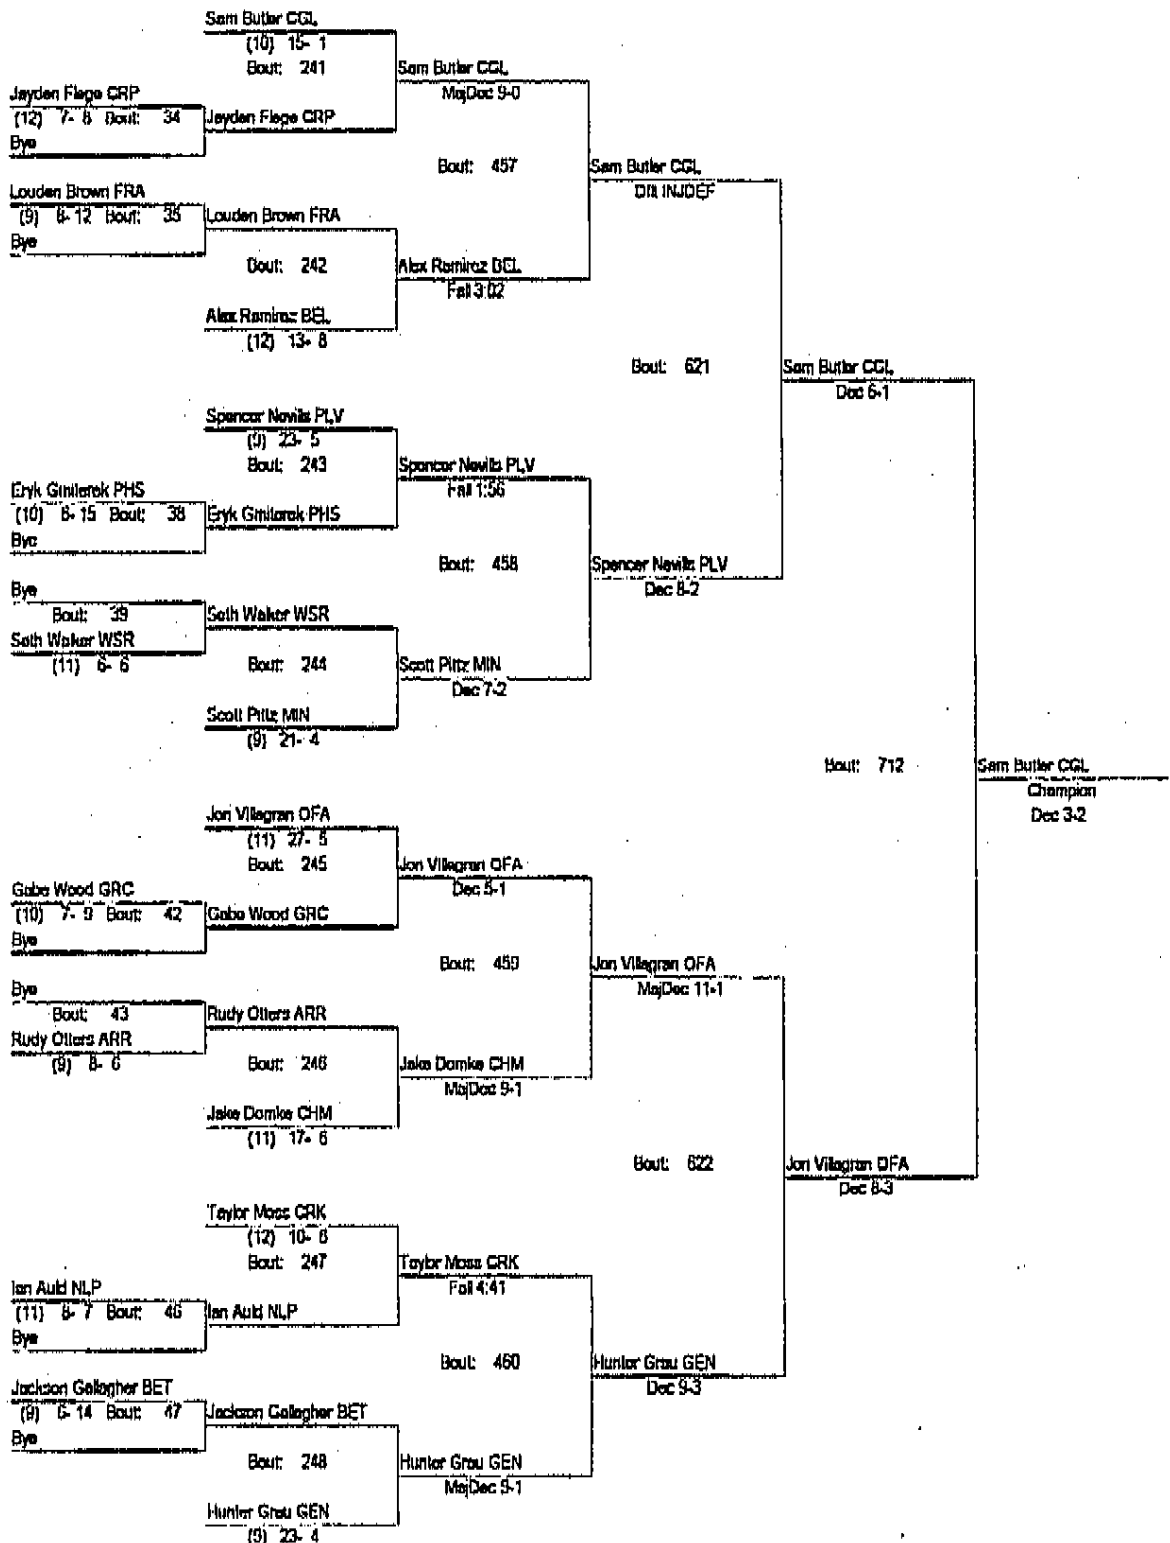 Sam Butler CGL
(10) 15- 1
Bout: 241
Sam Butler CGL
MajDec 9-0
Jayden Flege CRP
(12) 7- 8 Bout: 34
Jayden Flege CRP
Bye
Bout: 457
Sam Butler CGL
Dflt INJDEF
Louden Brown FRA
(9) 8- 12 Bout: 35
Louden Brown FRA
Bye
Bout: 242
Alex Ramirez BEL
Fall 3:02
Alex Ramirez BEL
(12) 13- 8
Bout: 621
Sam Butler CGL
Dec 6-1
Spencer Nevills PLV
(9) 23- 5
Bout: 243
Spencer Nevills PLV
Fall 1:56
Eryk Gmilarek PHS
(10) 6- 15 Bout: 38
Eryk Gmilarek PHS
Bye
Bout: 458
Spencer Nevills PLV
Dec 8-2
Bye
Bout: 39
Seth Walker WSR
Seth Walker WSR
(11) 6- 6
Bout: 244
Scott Pittz MIN
Dec 7-2
Scott Pittz MIN
(9) 21- 4
Bout: 712
Sam Butler CGL
Champion
Dec 3-2
Jon Villagran OFA
(11) 27- 5
Bout: 245
Jon Villagran OFA
Dec 5-1
Gabe Wood GRC
(10) 7- 9 Bout: 42
Gabe Wood GRC
Bye
Bout: 459
Jon Villagran OFA
MajDec 11-1
Bye
Bout: 43
Rudy Otters ARR
Rudy Otters ARR
(9) 8- 6
Bout: 246
Jake Domke CHM
MajDec 9-1
Jake Domke CHM
(11) 17- 6
Bout: 622
Jon Villagran OFA
Dec 8-3
Taylor Moss CRK
(12) 10- 6
Bout: 247
Taylor Moss CRK
Fall 4:41
Ian Auld NLP
(11) 8- 7 Bout: 46
Ian Auld NLP
Bye
Bout: 460
Hunter Grau GEN
Dec 9-3
Jackson Gallagher BET
(9) 6- 14 Bout: 47
Jackson Gallagher BET
Bye
Bout: 248
Hunter Grau GEN
MajDec 9-1
Hunter Grau GEN
(9) 23- 4